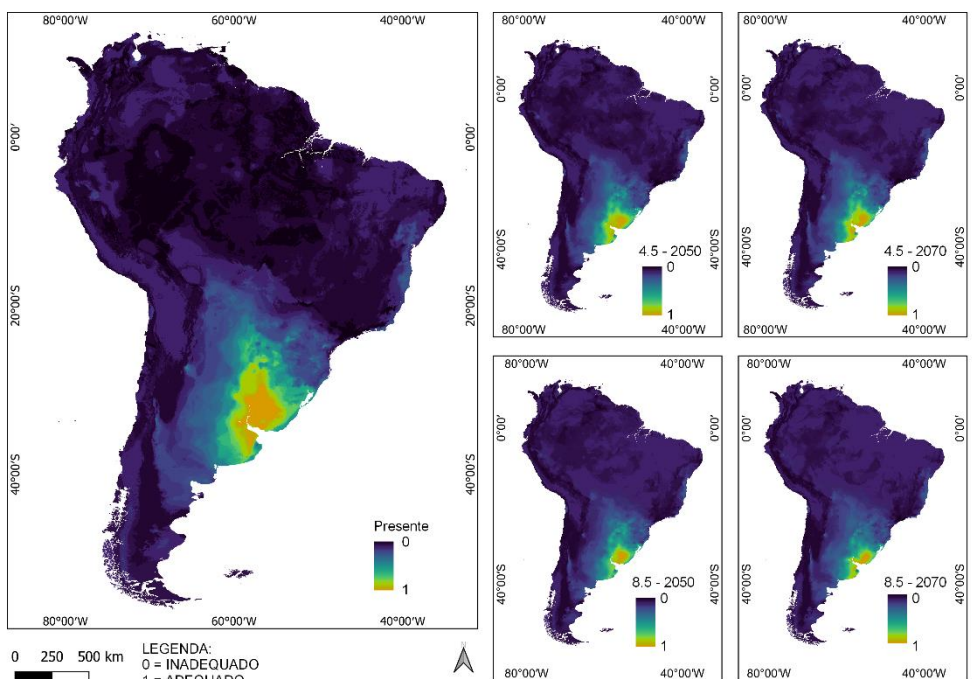 80°00′W 60°00′W 40°00′W
0°00′
20°00′S
40°00′S
Presente
0
1
80°00′W 60°00′W 40°00′W
0 250 500 km
LEGENDA:
0 = INADEQUADO
1 = ADEQUADO
80°00′W 40°00′W
0°00′ 0°00′
40°00′S 40°00′S
4.5 - 2050
0
1
80°00′W 40°00′W
80°00′W 40°00′W
0°00′ 0°00′
40°00′S 40°00′S
4.5 - 2070
0
1
80°00′W 40°00′W
80°00′W 40°00′W
0°00′ 0°00′
40°00′S 40°00′S
8.5 - 2050
0
1
80°00′W 40°00′W
80°00′W 40°00′W
0°00′ 0°00′
40°00′S 40°00′S
8.5 - 2070
0
1
80°00′W 40°00′W